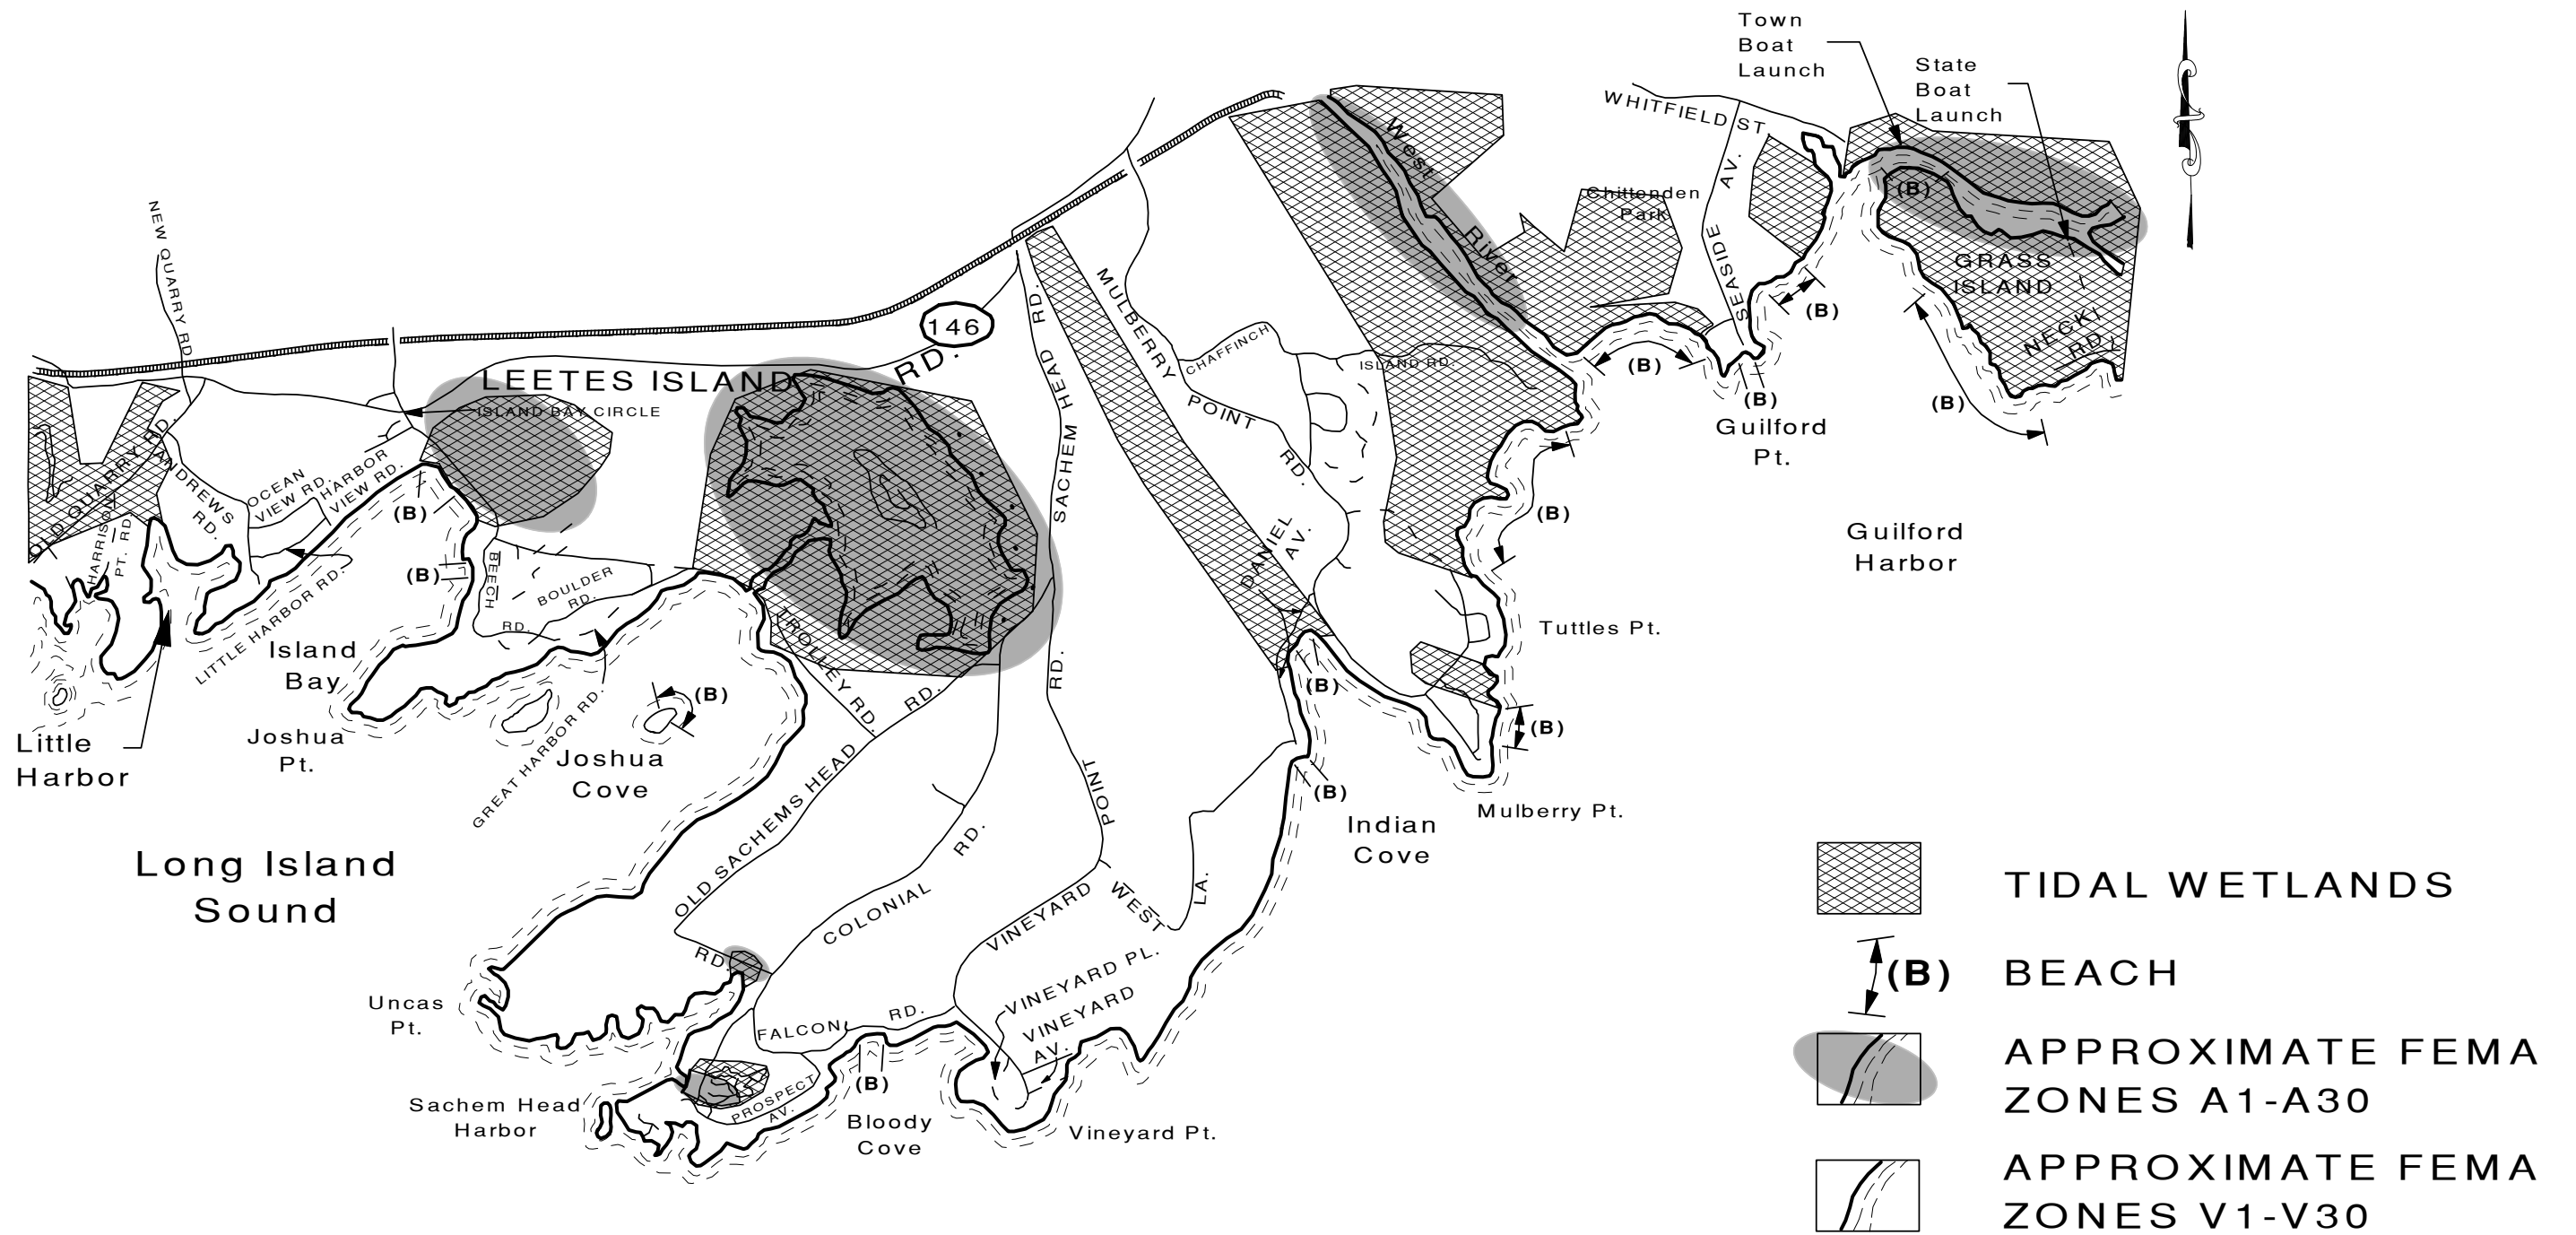 Town
Boat
Launch
State
Boat
Launch
WHITFIELD ST.
West
River
Chittenden
Park
SEASIDE AV.
(B)
GRASS
ISLAND
NECK
RD.
(B)
(B)
(B)
(B)
Guilford
Pt.
Guilford
Harbor
NEW QUARRY RD
146
LEETES ISLAND RD.
ISLAND BAY CIRCLE
SACHEM HEAD RD.
MULBERRY
POINT
RD.
CHAFFINCH
ISLAND RD.
OLD QUARRY RD.
ANDREWS
RD.
OCEAN
VIEW RD.
HARBOR
VIEW RD.
HARRISON
PT. RD
(B)
(B)
(B)
BEECH
RD.
BOULDER
RD.
DANIEL
AV.
LITTLE HARBOR RD.
Island
Bay
TROLLEY RD.
Tuttles Pt.
(B)
(B)
(B)
Little
Harbor
Joshua
Pt.
GREAT HARBOR RD.
Joshua
Cove
OLD SACHEMS HEAD RD.
RD.
RD.
POINT
(B)
Indian
Cove
Mulberry Pt.
Long Island
Sound
COLONIAL
RD.
VINEYARD
WEST
LA.
VINEYARD PL.
VINEYARD
AV.
Uncas
Pt.
FALCON
RD.
PROSPECT
AV.
(B)
Sachem Head
Harbor
Bloody
Cove
Vineyard Pt.
TIDAL WETLANDS
(B) BEACH
APPROXIMATE FEMA
ZONES A1-A30
APPROXIMATE FEMA
ZONES V1-V30